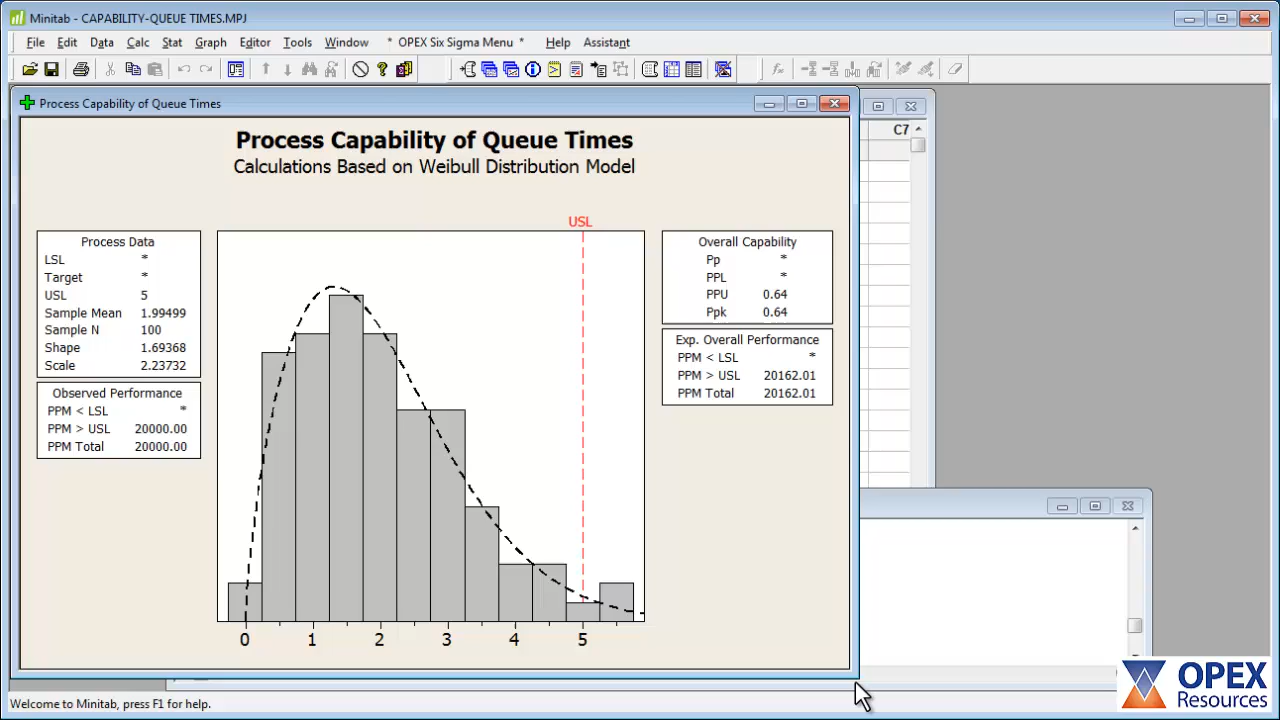 Minitab - CAPABILITY-QUEUE TIMES.MPJ
File Edit Data Calc Stat Graph Editor Tools Window * OPEX Six Sigma Menu * Help Assistant
Process Capability of Queue Times
C7
Process Capability of Queue Times
Calculations Based on Weibull Distribution Model
USL
Process Data
LSL *
Target *
USL 5
Sample Mean 1.99499
Sample N 100
Shape 1.69368
Scale 2.23732
Observed Performance
PPM < LSL *
PPM > USL 20000.00
PPM Total 20000.00
Overall Capability
Pp *
PPL *
PPU 0.64
Ppk 0.64
Exp. Overall Performance
PPM < LSL *
PPM > USL 20162.01
PPM Total 20162.01
0 1 2 3 4 5
OPEX
Resources
Welcome to Minitab, press F1 for help.